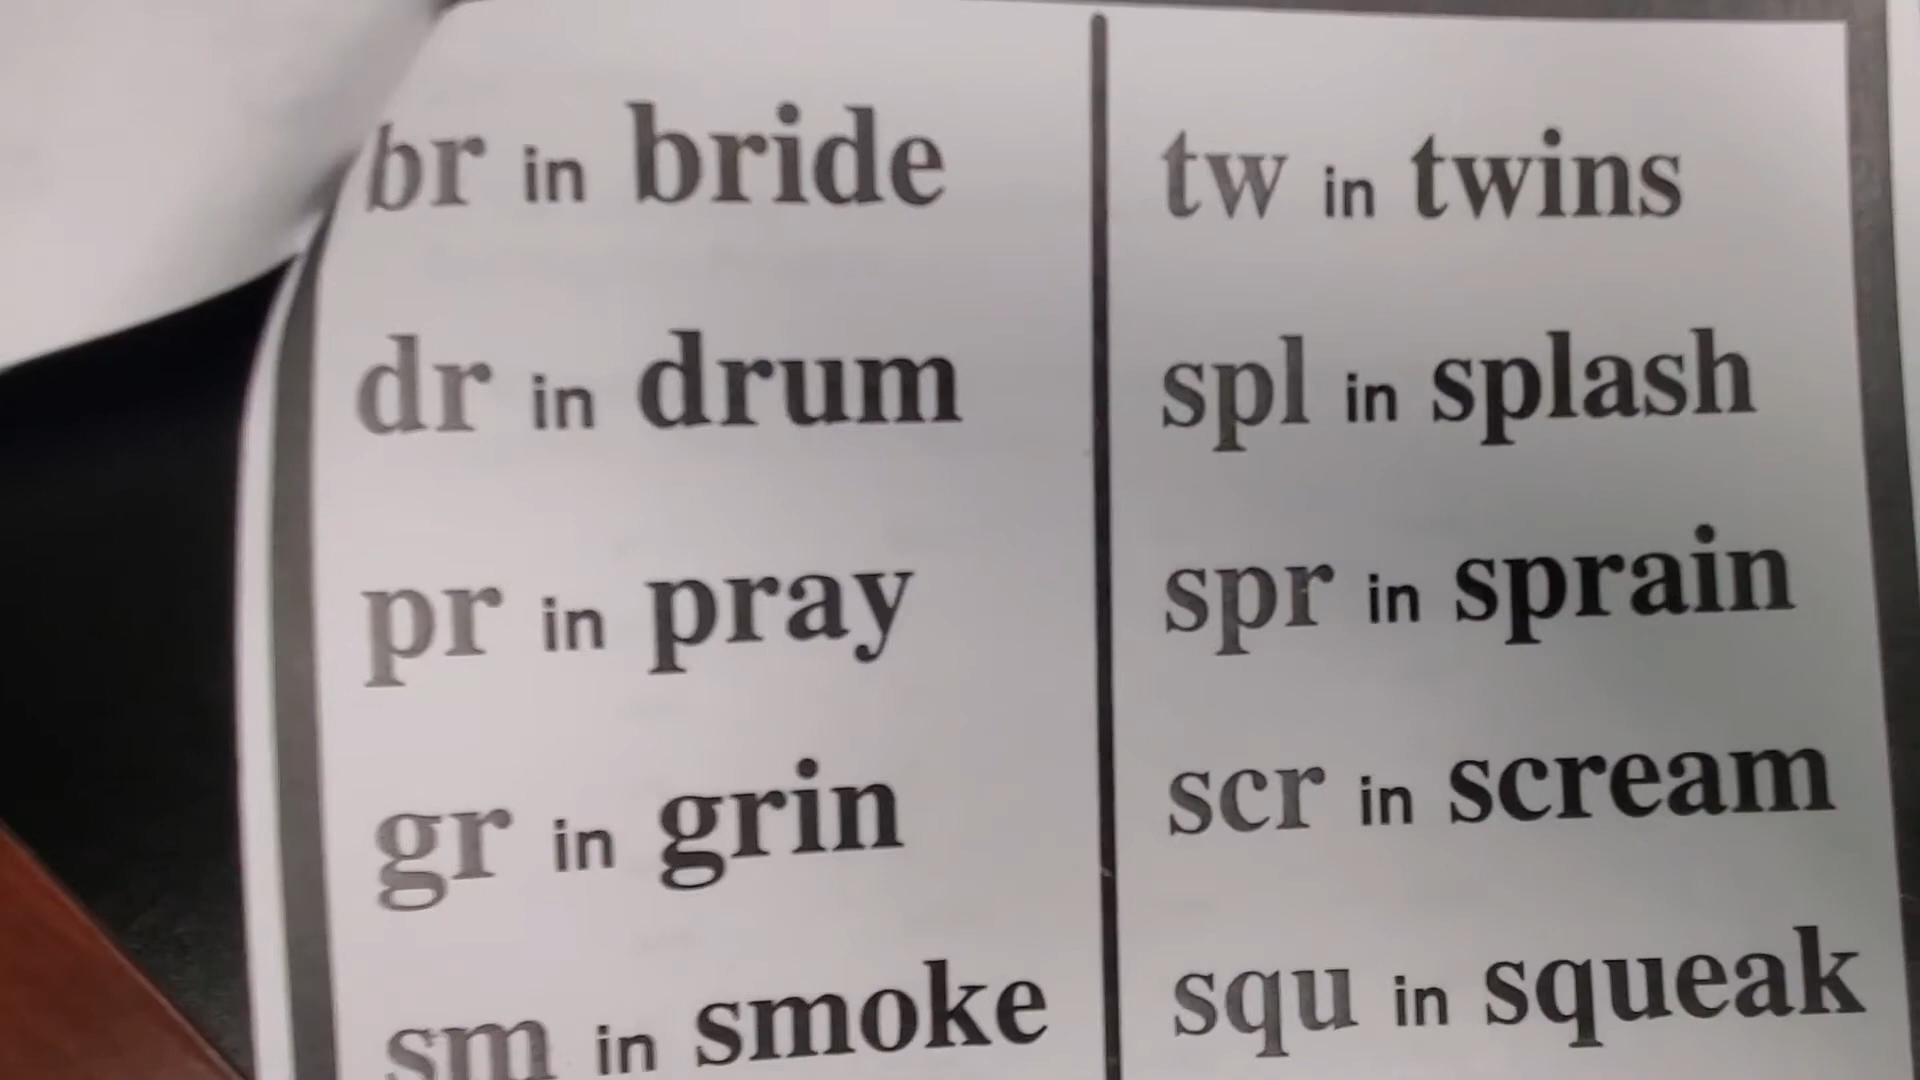 br in bride
dr in drum
pr in pray
gr in grin
sm in smoke
tw in twins
spl in splash
spr in sprain
scr in scream
squ in squeak